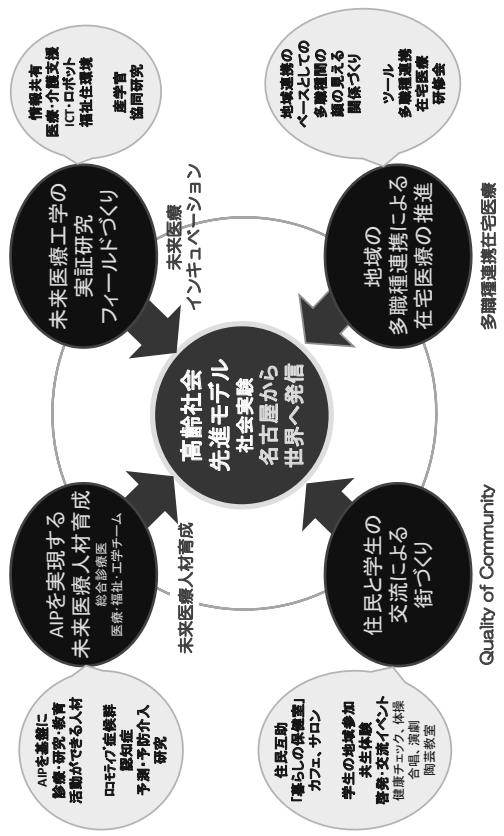 AIPを基盤に
診療・研究・教育
活動ができる人材
ロコモティブ症候群
認知症
予測・予防介入
研究
AIPを実現する
未来医療人材育成
総合診療医
医療・福祉・工学チーム
未来医療人材育成
情報共有
医療・介護支援
ICT・ロボット
福祉住環境
産学官
協同研究
未来医療工学の
実証研究
フィールドづくり
未来医療
インキュベーション
高齢社会
先進モデル
社会実験
名古屋から
世界へ発信
住民互助
「暮らしの保健室」
カフェ、サロン
学生の地域参加
共生体験
啓発・交流イベント
健康チェック、体操
合唱、演劇
陶芸教室
住民と学生の
交流による
街づくり
Quality of Community
地域連携の
ベースとしての
多職種間の
顔の見える
関係づくり
ツール
多職種連携
在宅医療
研修会
地域の
多職種連携による
在宅医療の推進
多職種連携在宅医療